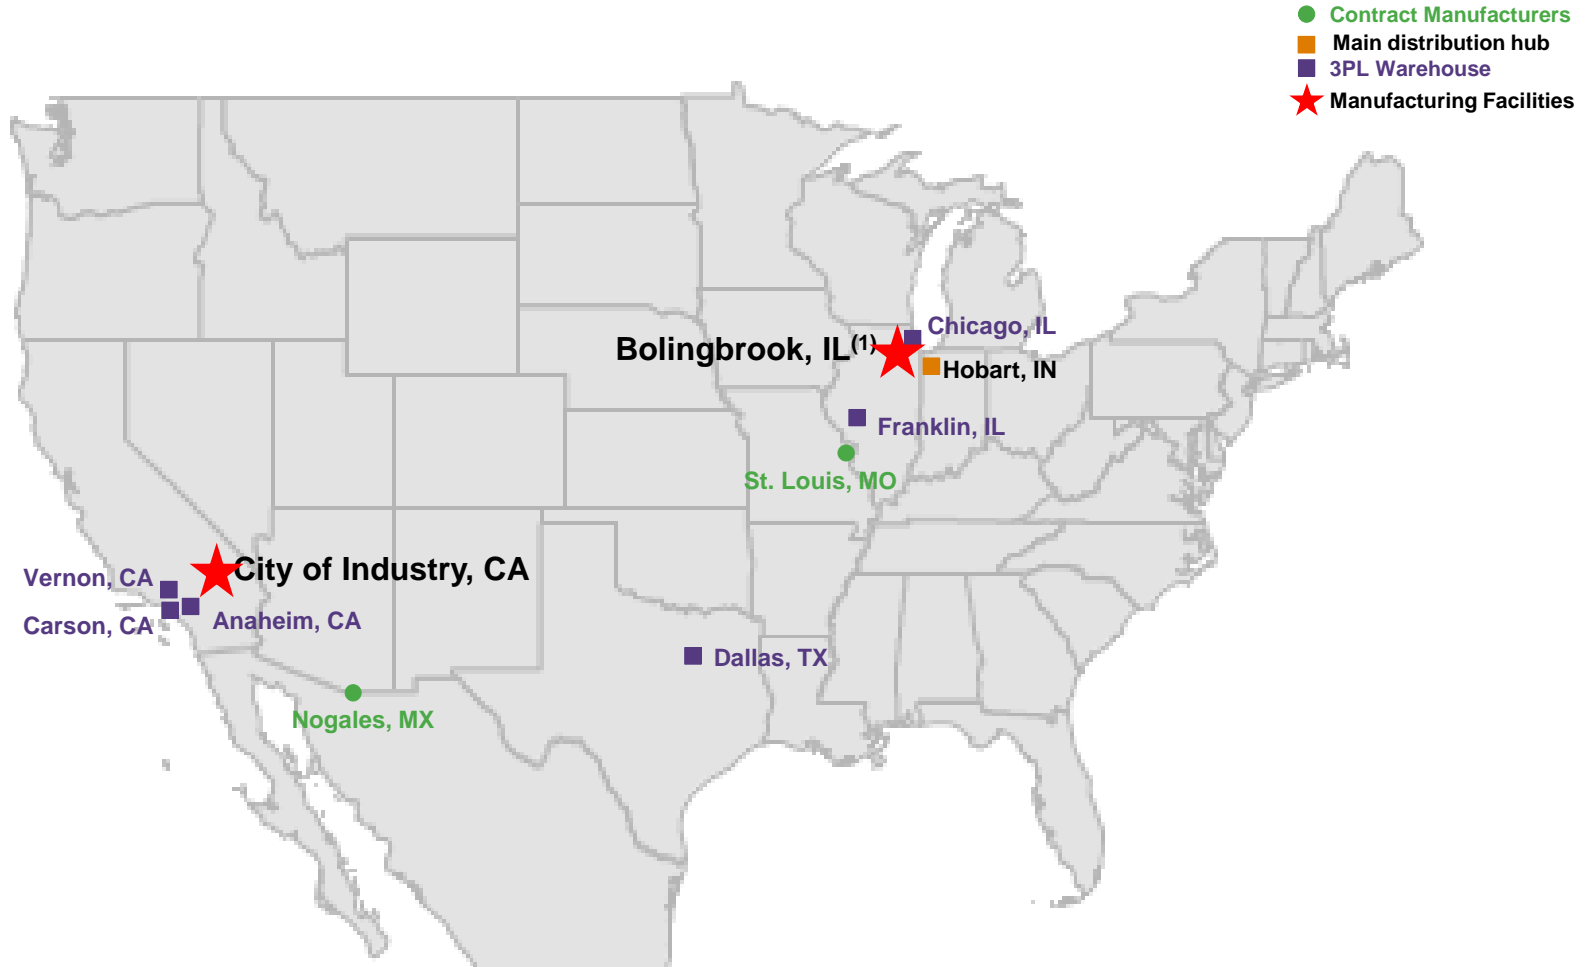 Contract Manufacturers
Main distribution hub
3PL Warehouse
Manufacturing Facilities
Chicago, IL
Bolingbrook, IL(1)
Hobart, IN
Franklin, IL
St. Louis, MO
City of Industry, CA
Vernon, CA
Anaheim, CA
Carson, CA
Dallas, TX
Nogales, MX